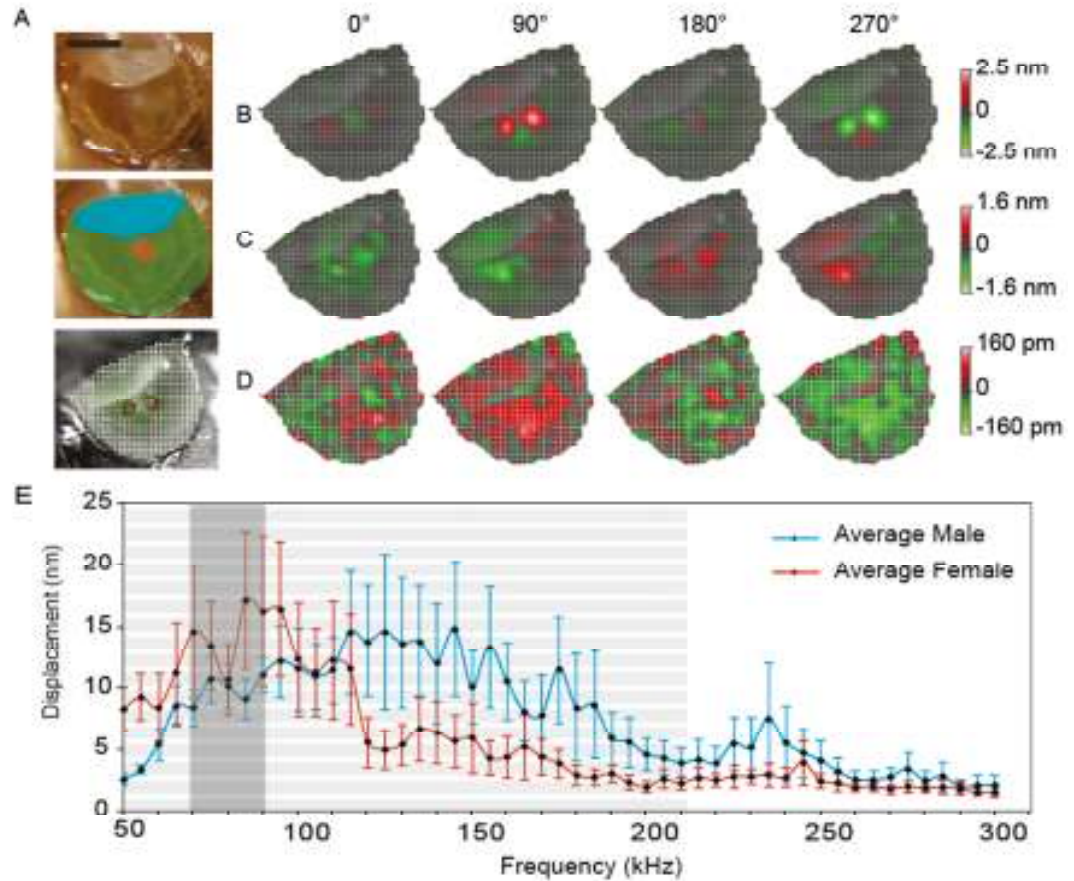 A
0° 90° 180° 270°
B
2.5 nm
0
-2.5 nm
C
1.6 nm
0
-1.6 nm
D
160 pm
0
-160 pm
E
25
20
15
10
5
0
Displacement (nm)
Average Male
Average Female
50 100 150 200 250 300
Frequency (kHz)